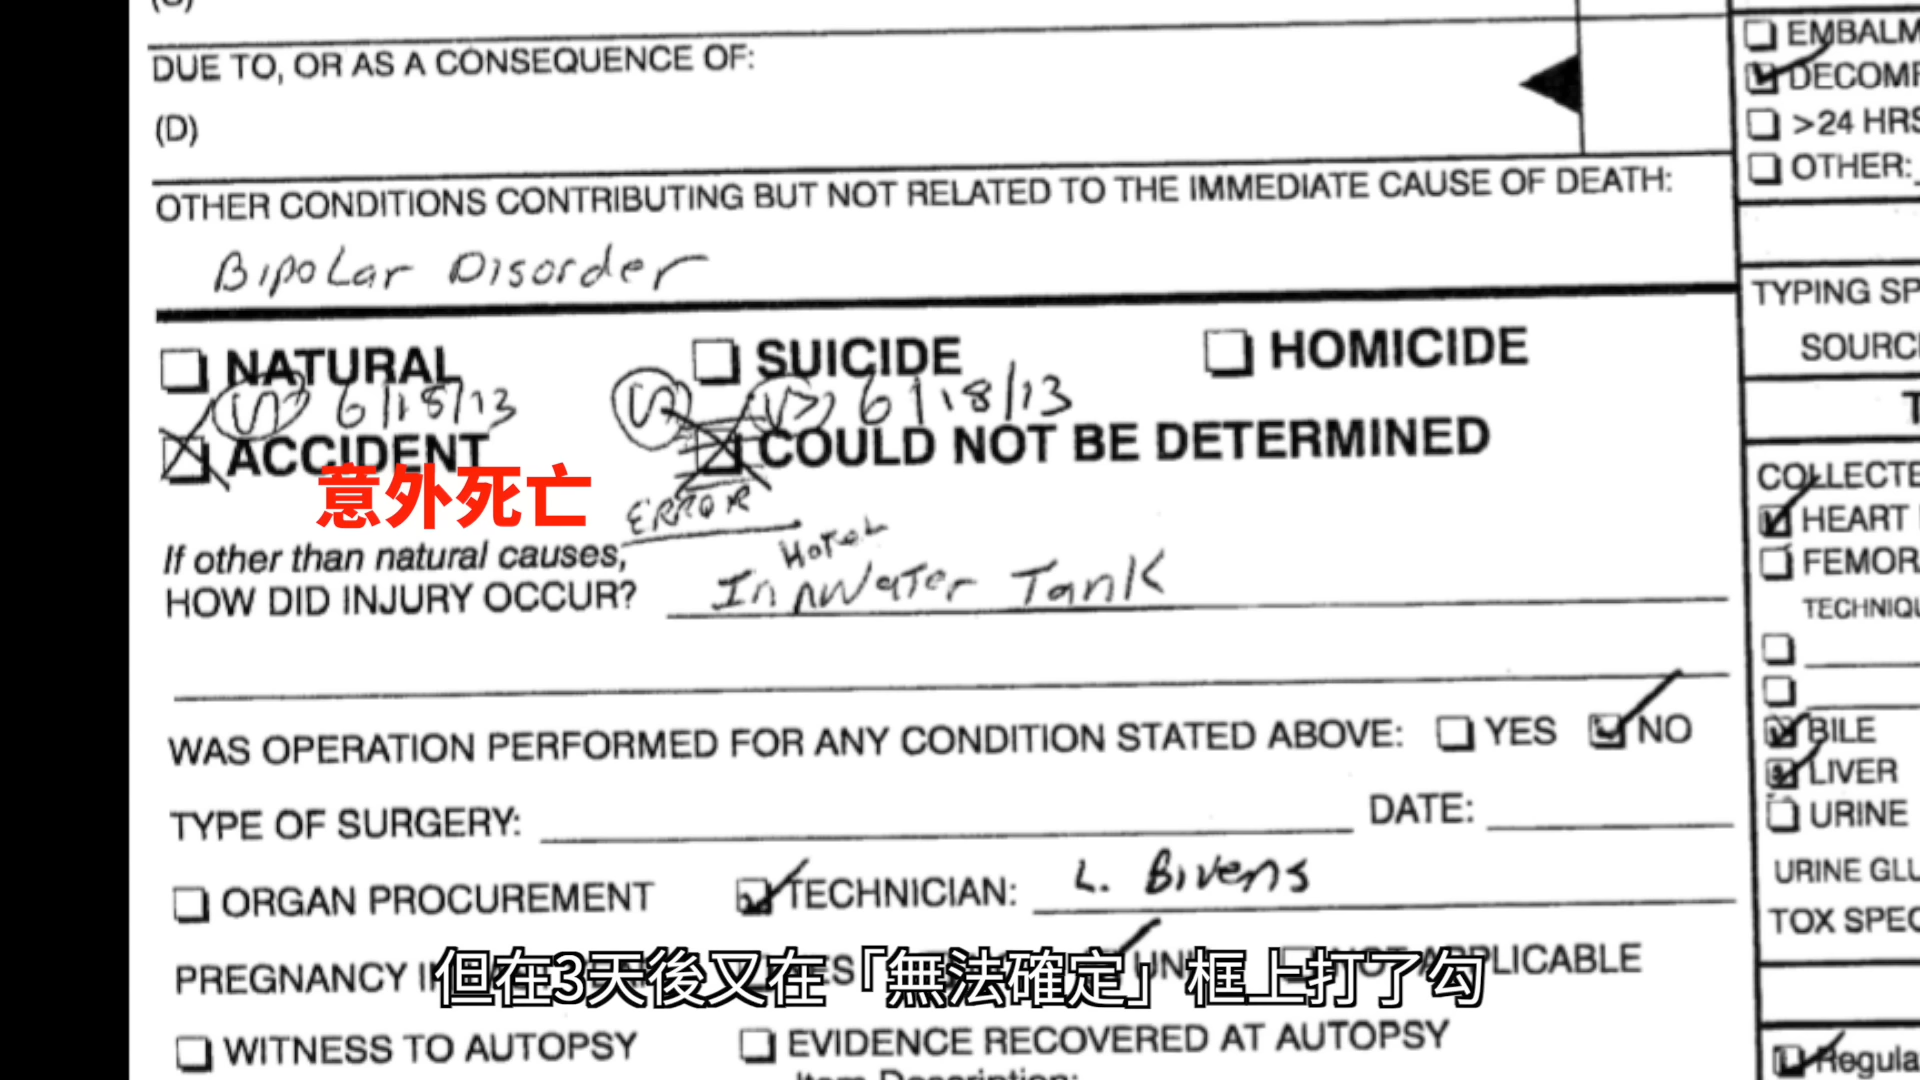 DUE TO, OR AS A CONSEQUENCE OF:
(D)
OTHER CONDITIONS CONTRIBUTING BUT NOT RELATED TO THE IMMEDIATE CAUSE OF DEATH:
Bipolar Disorder
NATURAL
SUICIDE
HOMICIDE
6/18/13
ACCIDENT
COULD NOT BE DETERMINED
意外死亡
ERROR
If other than natural causes,
HOW DID INJURY OCCUR?
Hotel
In Water Tank
WAS OPERATION PERFORMED FOR ANY CONDITION STATED ABOVE: YES NO
TYPE OF SURGERY:
DATE:
ORGAN PROCUREMENT
TECHNICIAN: L. Bivens
PREGNANCY
但在3天後又在「無法確定」框上打了勾
WITNESS TO AUTOPSY
EVIDENCE RECOVERED AT AUTOPSY
Item Description:
EMBALM
DECOMP
>24 HRS
OTHER:
TYPING SP
SOURC
COLLECTE
HEART
FEMOR
TECHNIQU
BILE
LIVER
URINE
URINE GLU
TOX SPEC
Regula